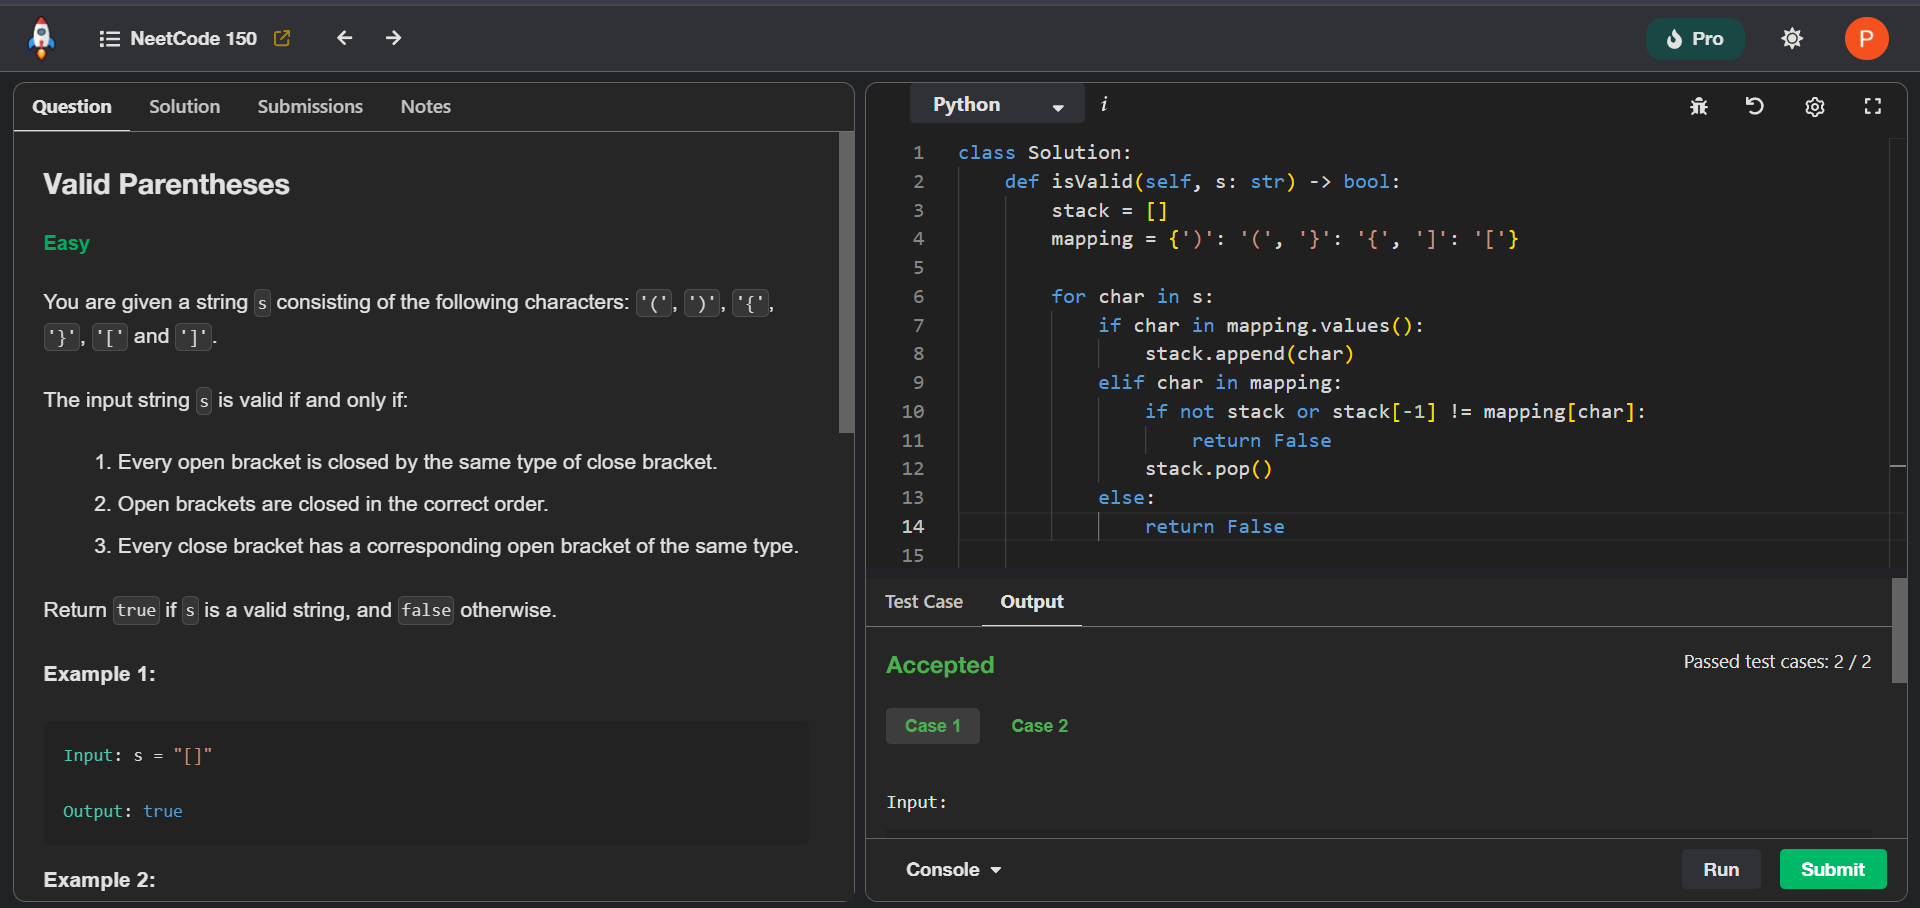 NeetCode 150
Pro
P
Question Solution Submissions Notes
Valid Parentheses
Easy
You are given a string s consisting of the following characters: '(', ')', '{',
'}', '[' and ']'.
The input string s is valid if and only if:
1. Every open bracket is closed by the same type of close bracket.
2. Open brackets are closed in the correct order.
3. Every close bracket has a corresponding open bracket of the same type.
Return true if s is a valid string, and false otherwise.
Example 1:
Input: s = "[]"
Output: true
Example 2:
Python i
1 class Solution:
2     def isValid(self, s: str) -> bool:
3         stack = []
4         mapping = {')': '(', '}': '{', ']': '['}
5
6         for char in s:
7             if char in mapping.values():
8                 stack.append(char)
9             elif char in mapping:
10                 if not stack or stack[-1] != mapping[char]:
11                     return False
12                 stack.pop()
13             else:
14                 return False
15
Test Case Output
Accepted
Passed test cases: 2 / 2
Case 1 Case 2
Input:
Console
Run Submit